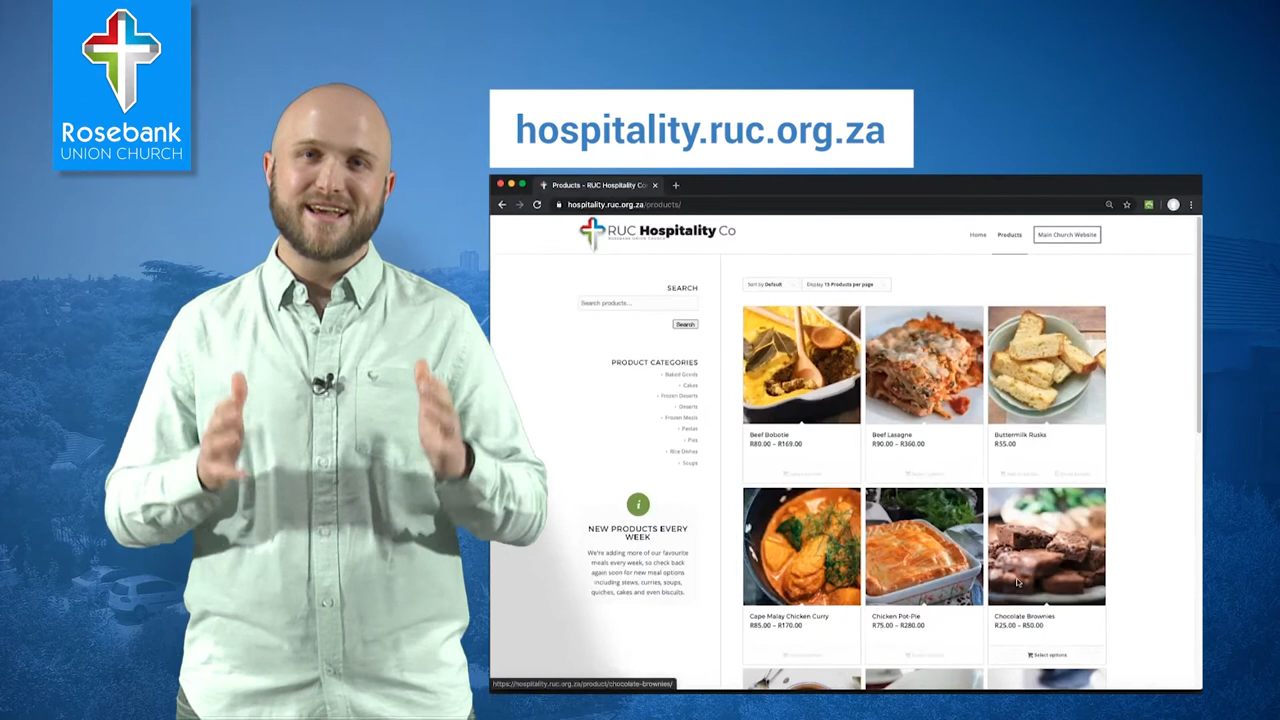 Rosebank
UNION CHURCH
hospitality.ruc.org.za
Products - RUC Hospitality Co
hospitality.ruc.org.za/products/
RUC Hospitality Co
ROSEBANK UNION CHURCH
Home
Products
Main Church Website
SEARCH
Search products...
Search
PRODUCT CATEGORIES
Baked Goods
Cakes
Frozen Desserts
Desserts
Frozen Meals
Pastas
Pies
Rice Dishes
Soups
i
NEW PRODUCTS EVERY
WEEK
We're adding more of our favourite
meals every week, so check back
again soon for new meal options
including stews, curries, soups,
quiches, cakes and even biscuits.
Sort by Default
Display 15 Products per page
Beef Bobotie
R80.00 – R169.00
Beef Lasagne
R90.00 – R360.00
Buttermilk Rusks
R55.00
Cape Malay Chicken Curry
R85.00 – R170.00
Chicken Pot-Pie
R75.00 – R280.00
Chocolate Brownies
R25.00 – R50.00
Select options
https://hospitality.ruc.org.za/product/chocolate-brownies/